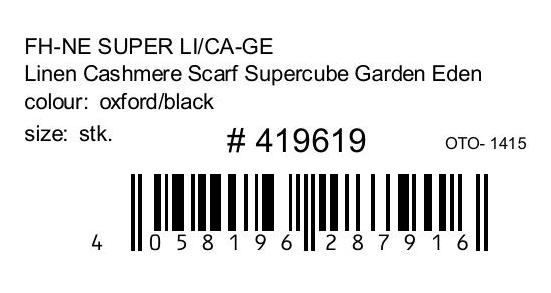 FH-NE SUPER LI/CA-GE
Linen Cashmere Scarf Supercube Garden Eden
colour: oxford/black
size: stk.
# 419619
OTO- 1415
4 058196 287916